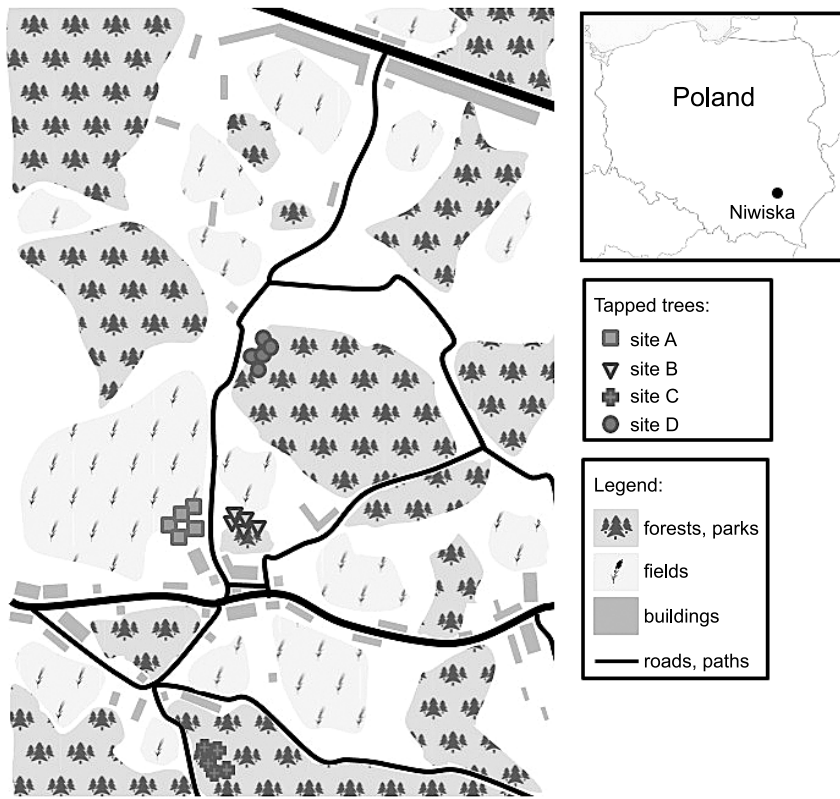 Poland
Niwiska
Tapped trees:
site A
site B
site C
site D
Legend:
forests, parks
fields
buildings
roads, paths